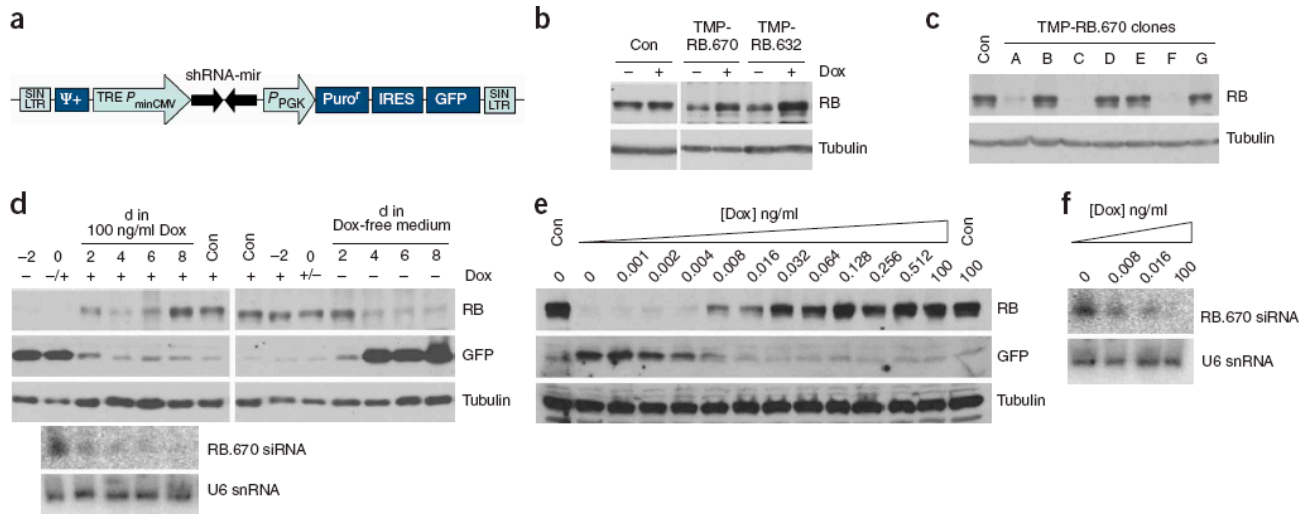 a
shRNA-mir
SIN LTR Ψ+ TRE PminCMV PPGK Puroʳ IRES GFP SIN LTR
b
Con TMP-RB.670 TMP-RB.632
– + – + – + Dox
RB
Tubulin
c
TMP-RB.670 clones
Con A B C D E F G
RB
Tubulin
d
d in 100 ng/ml Dox
–2 0 2 4 6 8 Con
– –/+ + + + + +
d in Dox-free medium
Con –2 0 2 4 6 8
+ + +/– – – – – Dox
RB
GFP
Tubulin
RB.670 siRNA
U6 snRNA
e
[Dox] ng/ml
Con Con
0 0 0.001 0.002 0.004 0.008 0.016 0.032 0.064 0.128 0.256 0.512 100 100
RB
GFP
Tubulin
f
[Dox] ng/ml
0 0.008 0.016 100
RB.670 siRNA
U6 snRNA